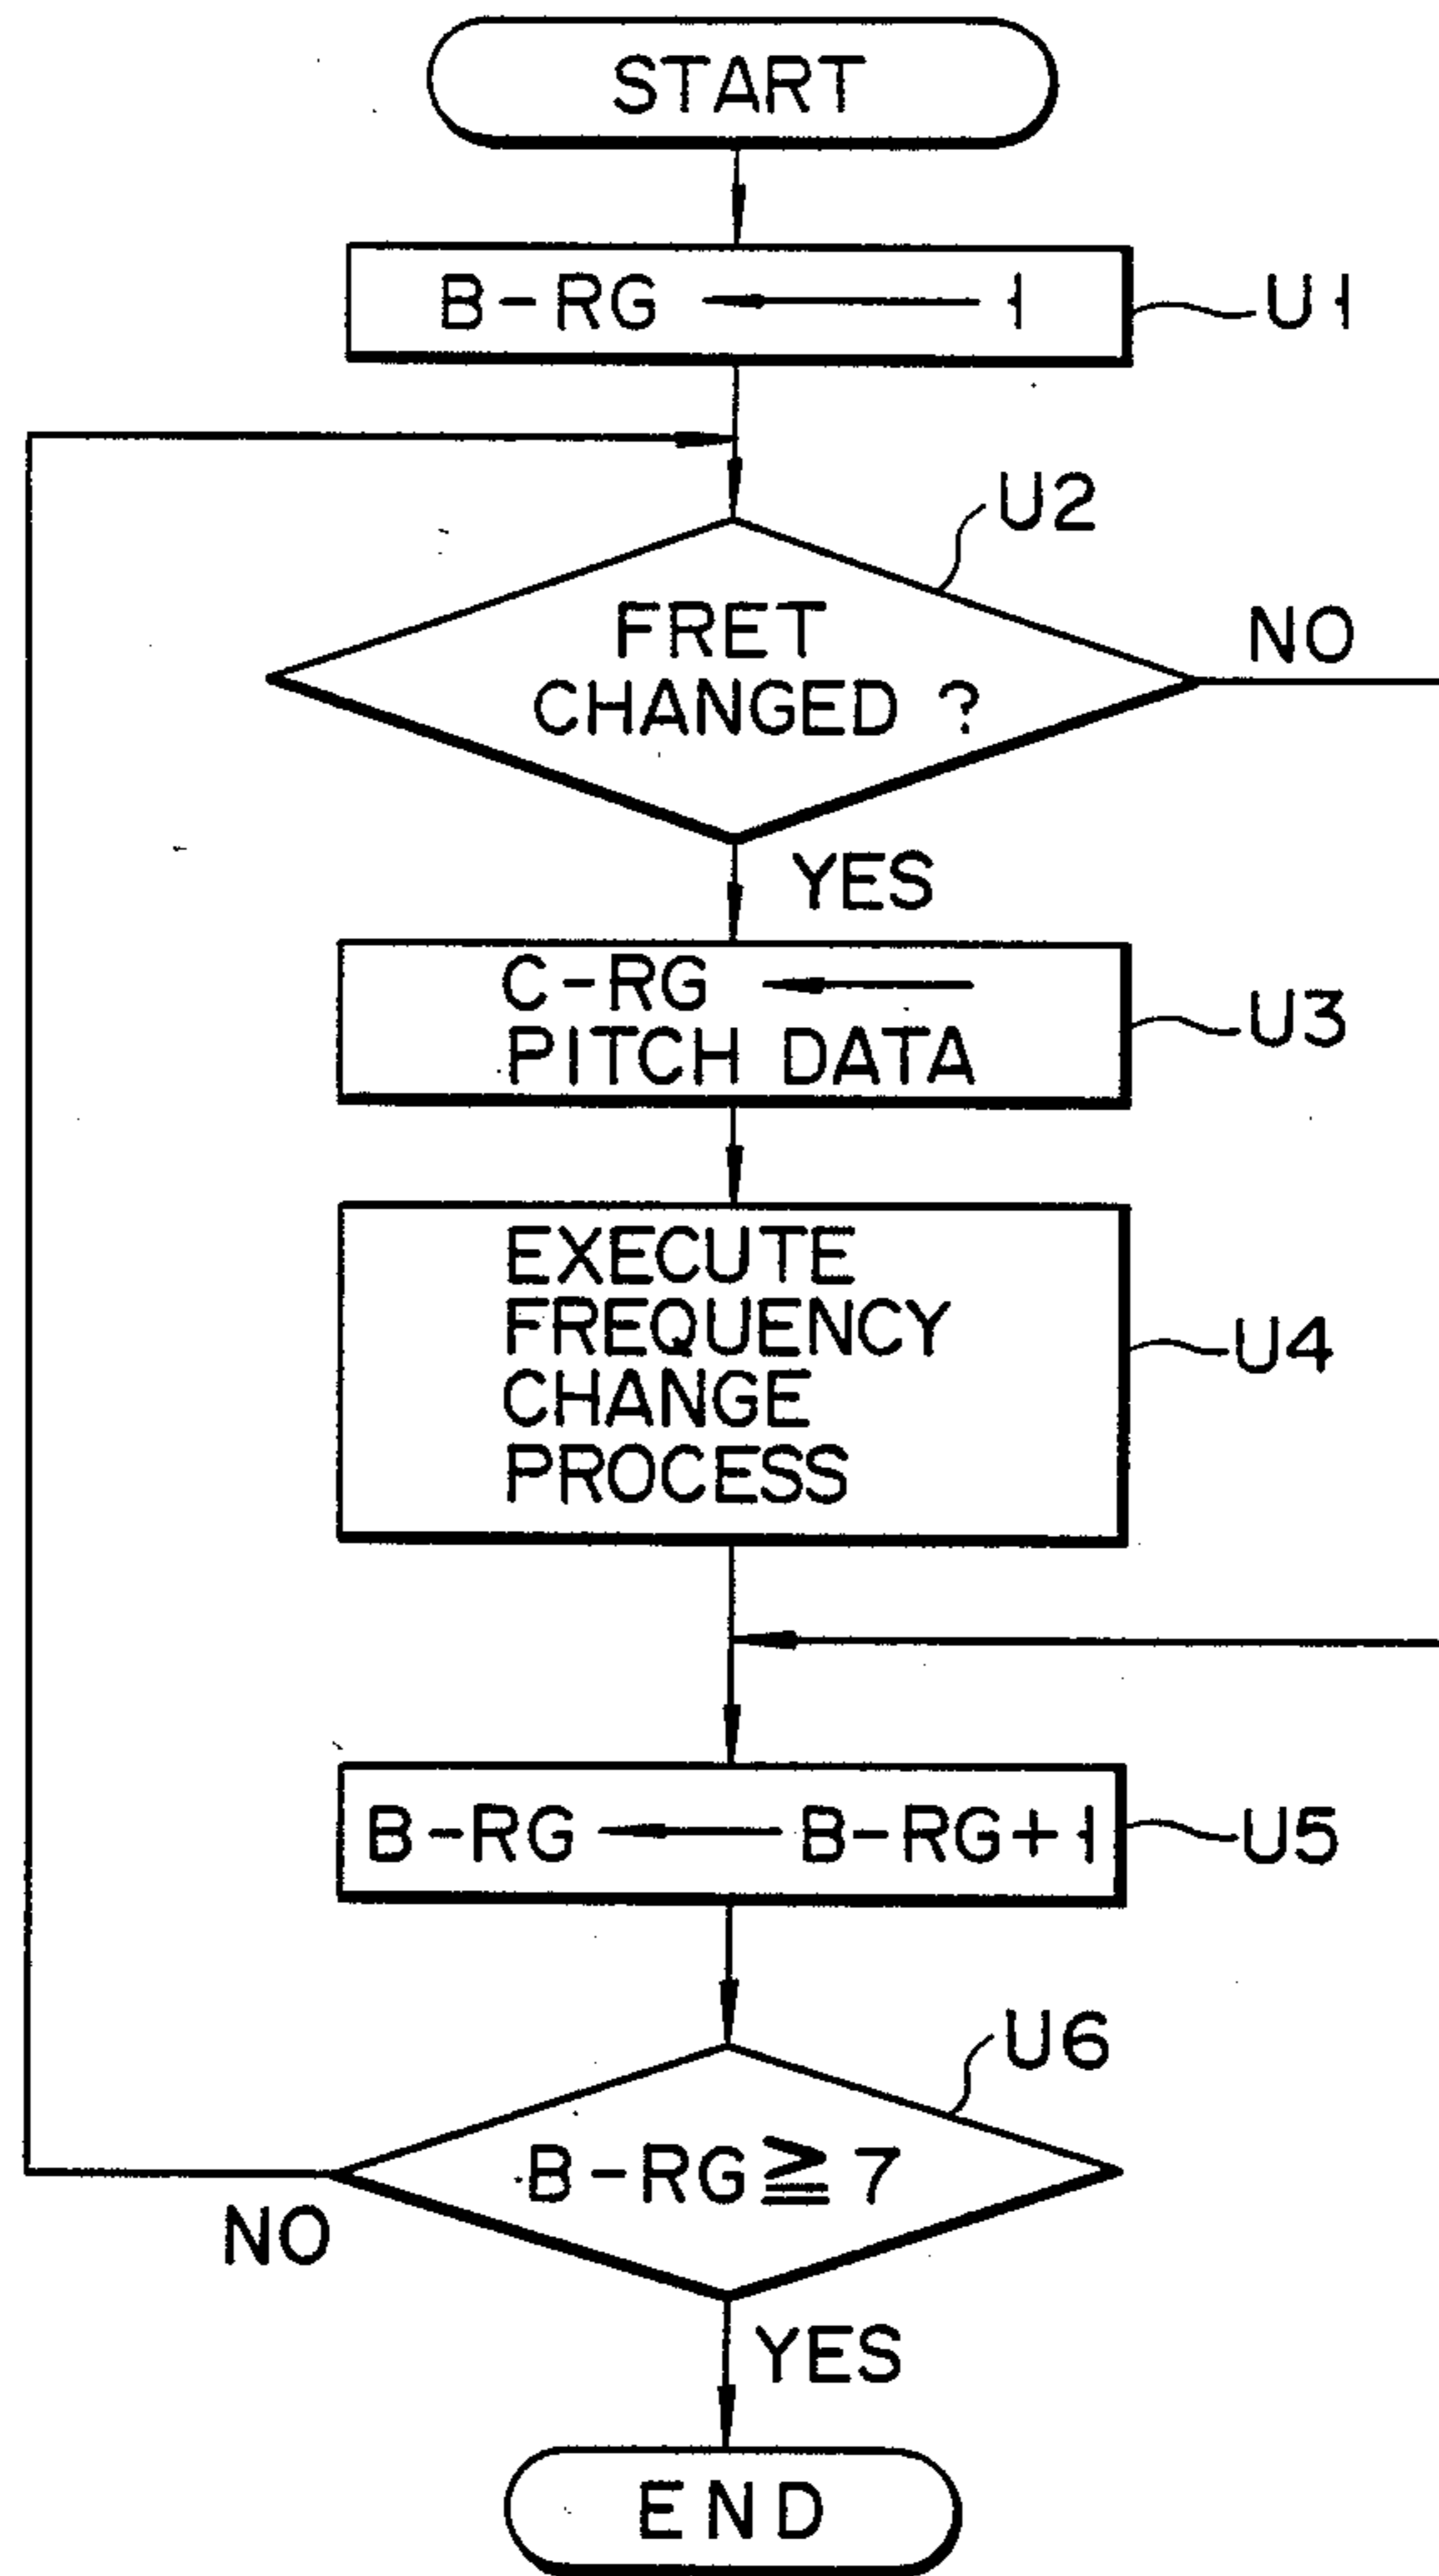 START
B-RG ← 1
U1
U2
FRET
CHANGED ?
NO
YES
C-RG ←
PITCH DATA
U3
EXECUTE
FREQUENCY
CHANGE
PROCESS
U4
B-RG ← B-RG+1
U5
U6
B-RG≧7
NO
YES
END